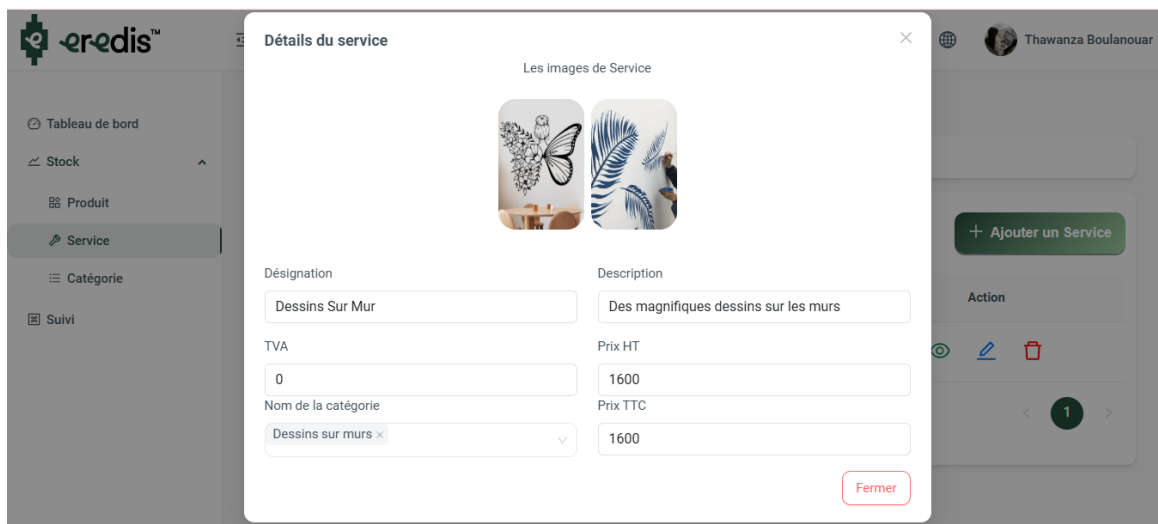 eredis™
Thawanza Boulanouar
Tableau de bord
Stock
Produit
Service
Catégorie
Suivi
Détails du service
Les images de Service
Désignation
Description
Dessins Sur Mur
Des magnifiques dessins sur les murs
TVA
Prix HT
0
1600
Nom de la catégorie
Prix TTC
Dessins sur murs ×
1600
Fermer
+ Ajouter un Service
Action
< 1 >